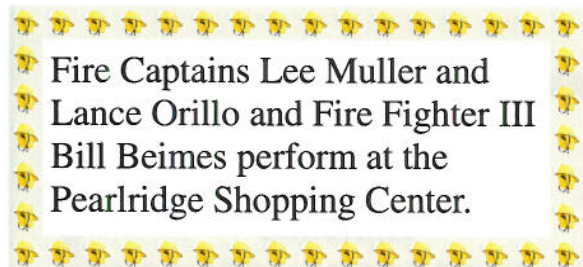 Fire Captains Lee Muller and
Lance Orillo and Fire Fighter III
Bill Beimes perform at the
Pearlridge Shopping Center.